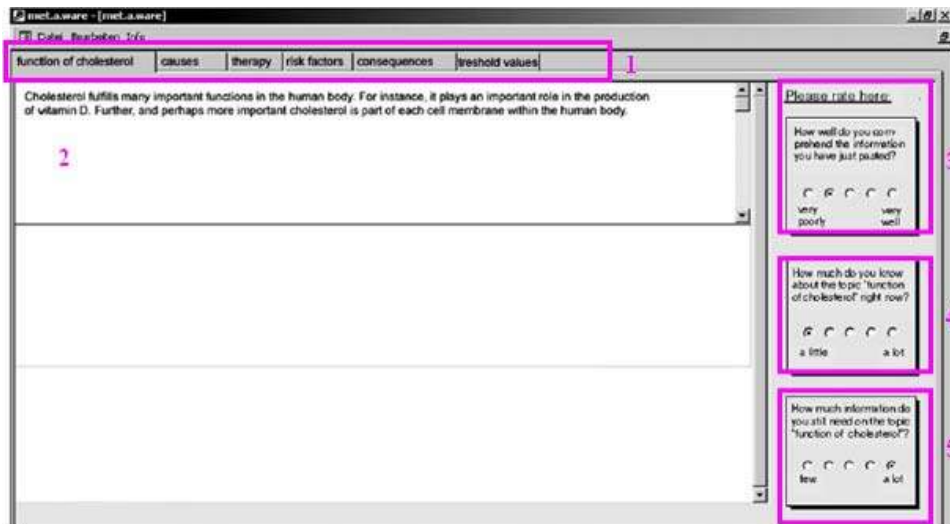 met.a.ware - [met.a.ware]
Datei Bearbeiten Info
function of cholesterol causes therapy risk factors consequences treshold values
1
Cholesterol fulfills many important functions in the human body. For instance, it plays an important role in the production
of vitamin D. Further, and perhaps more important cholesterol is part of each cell membrane within the human body.
2
Please rate here:
How well do you com-
prehend the information
you have just pasted?
very very
poorly well
How much do you know
about the topic "function
of cholesterol" right now?
a little a lot
How much information do
you still need on the topic
"function of cholesterol"?
few a lot